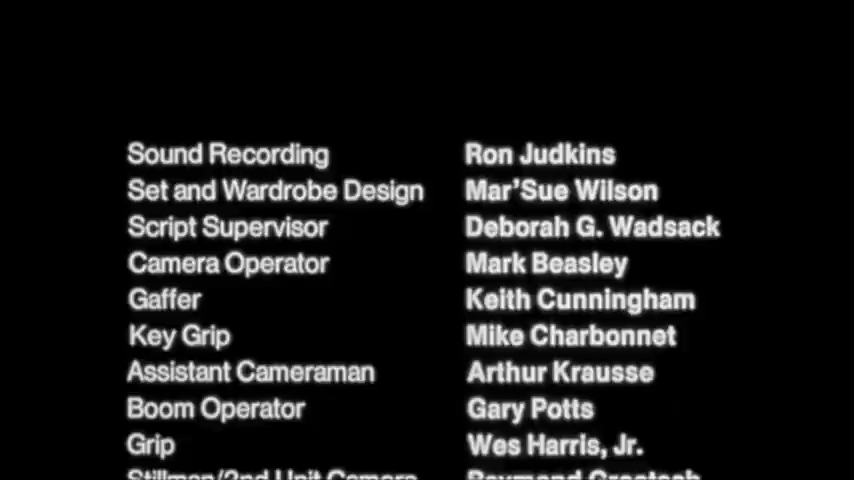 Sound Recording Ron Judkins
Set and Wardrobe Design Mar'Sue Wilson
Script Supervisor Deborah G. Wadsack
Camera Operator Mark Beasley
Gaffer Keith Cunningham
Key Grip Mike Charbonnet
Assistant Cameraman Arthur Krausse
Boom Operator Gary Potts
Grip Wes Harris, Jr.
Stillman/2nd Unit Camera Raymond